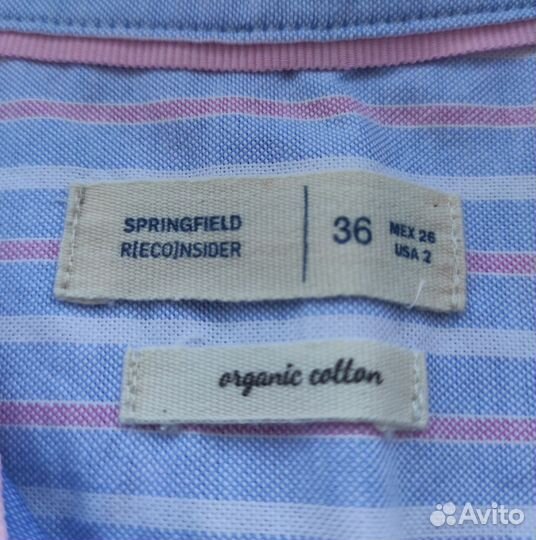 SPRINGFIELD
R[ECO]NSIDER
36
MEX 26
USA 2
organic cotton
Avito